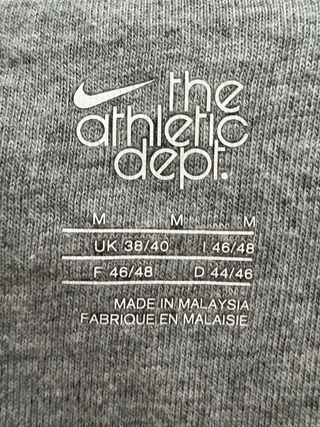 the
athletic
dept.
M M M
UK 38/40 I 46/48
F 46/48 D 44/46
MADE IN MALAYSIA
FABRIQUE EN MALAISIE